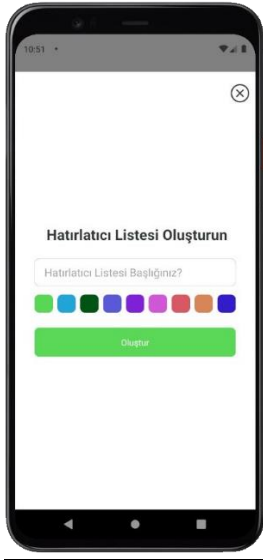 10:51
Hatırlatıcı Listesi Oluşturun
Hatırlatıcı Listesi Başlığınız?
Oluştur